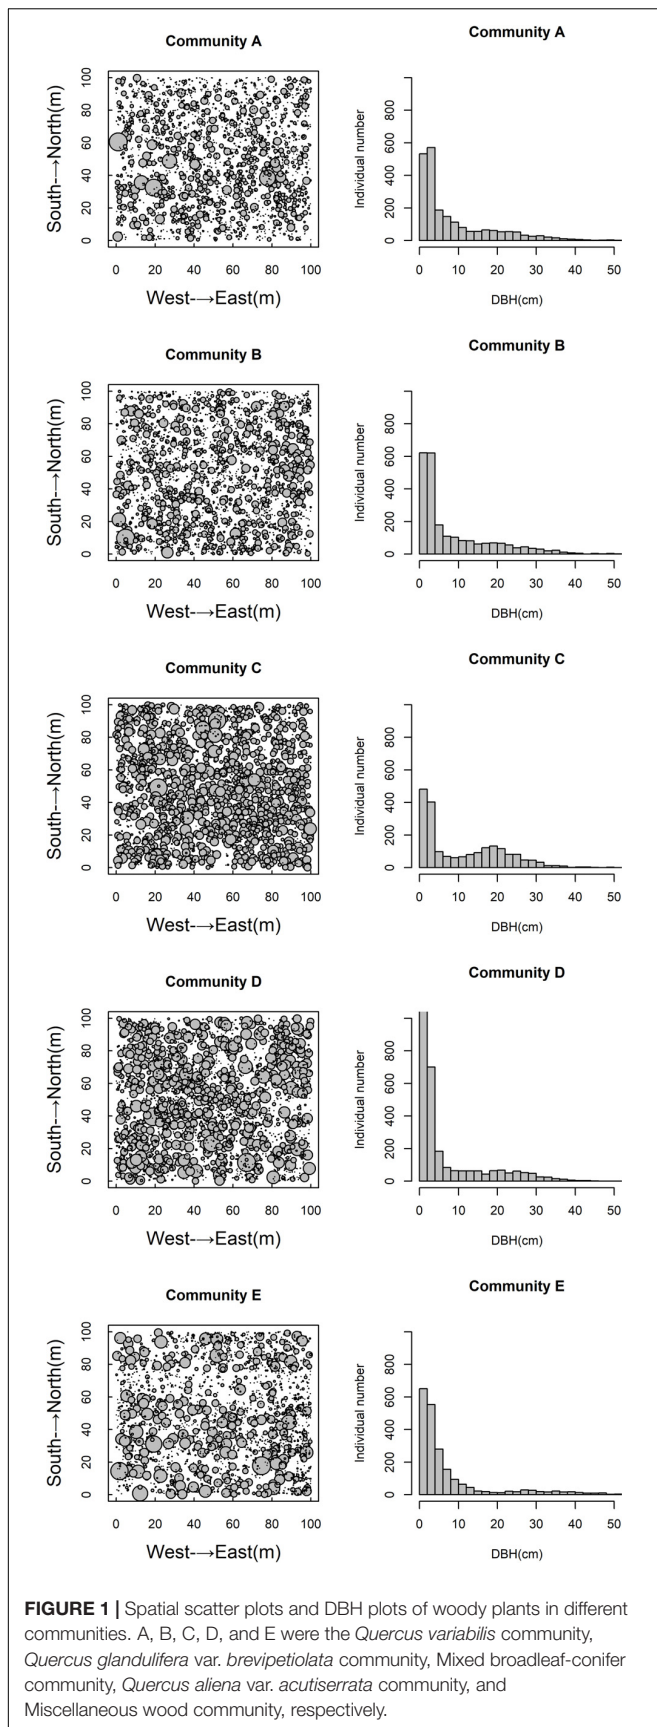 Community A
South-→North(m)
0 20 40 60 80 100
0 20 40 60 80 100
West-→East(m)
Community A
Individual number
0 200 400 600 800
0 10 20 30 40 50
DBH(cm)
Community B
South-→North(m)
0 20 40 60 80 100
0 20 40 60 80 100
West-→East(m)
Community B
Individual number
0 200 400 600 800
0 10 20 30 40 50
DBH(cm)
Community C
South-→North(m)
0 20 40 60 80 100
0 20 40 60 80 100
West-→East(m)
Community C
Individual number
0 200 400 600 800
0 10 20 30 40 50
DBH(cm)
Community D
South-→North(m)
0 20 40 60 80 100
0 20 40 60 80 100
West-→East(m)
Community D
Individual number
0 200 400 600 800
0 10 20 30 40 50
DBH(cm)
Community E
South-→North(m)
0 20 40 60 80 100
0 20 40 60 80 100
West-→East(m)
Community E
Individual number
0 200 400 600 800
0 10 20 30 40 50
DBH(cm)
FIGURE 1 | Spatial scatter plots and DBH plots of woody plants in different
communities. A, B, C, D, and E were the Quercus variabilis community,
Quercus glandulifera var. brevipetiolata community, Mixed broadleaf-conifer
community, Quercus aliena var. acutiserrata community, and
Miscellaneous wood community, respectively.